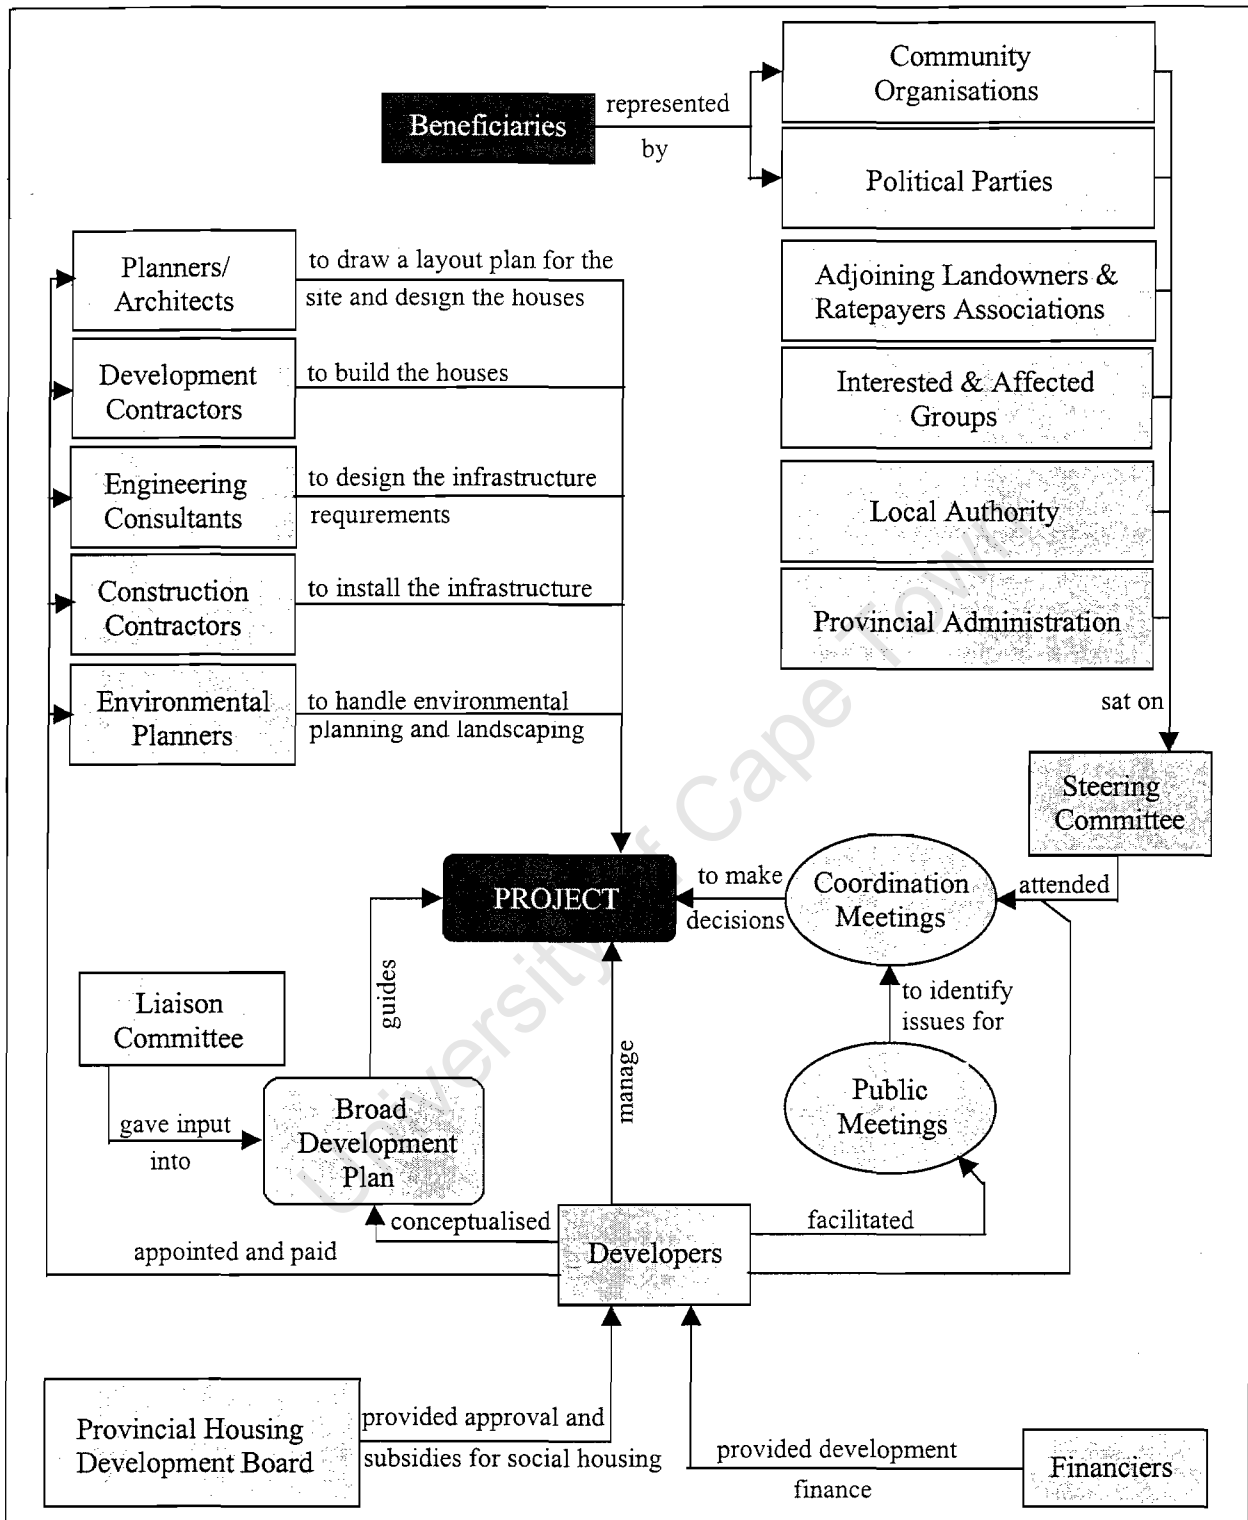 Community
Organisations
Beneficiaries
represented
by
Political Parties
Planners/
Architects
to draw a layout plan for the
site and design the houses
Adjoining Landowners &
Ratepayers Associations
Development
Contractors
to build the houses
Interested & Affected
Groups
Engineering
Consultants
to design the infrastructure
requirements
Local Authority
Construction
Contractors
to install the infrastructure
Provincial Administration
Environmental
Planners
to handle environmental
planning and landscaping
sat on
Steering
Committee
PROJECT
to make
decisions
Coordination
Meetings
attended
guides
Liaison
Committee
to identify
issues for
manage
Public
Meetings
gave input
into
Broad
Development
Plan
conceptualised
facilitated
appointed and paid
Developers
Provincial Housing
Development Board
provided approval and
subsidies for social housing
provided development
finance
Financiers
University of Cape Town